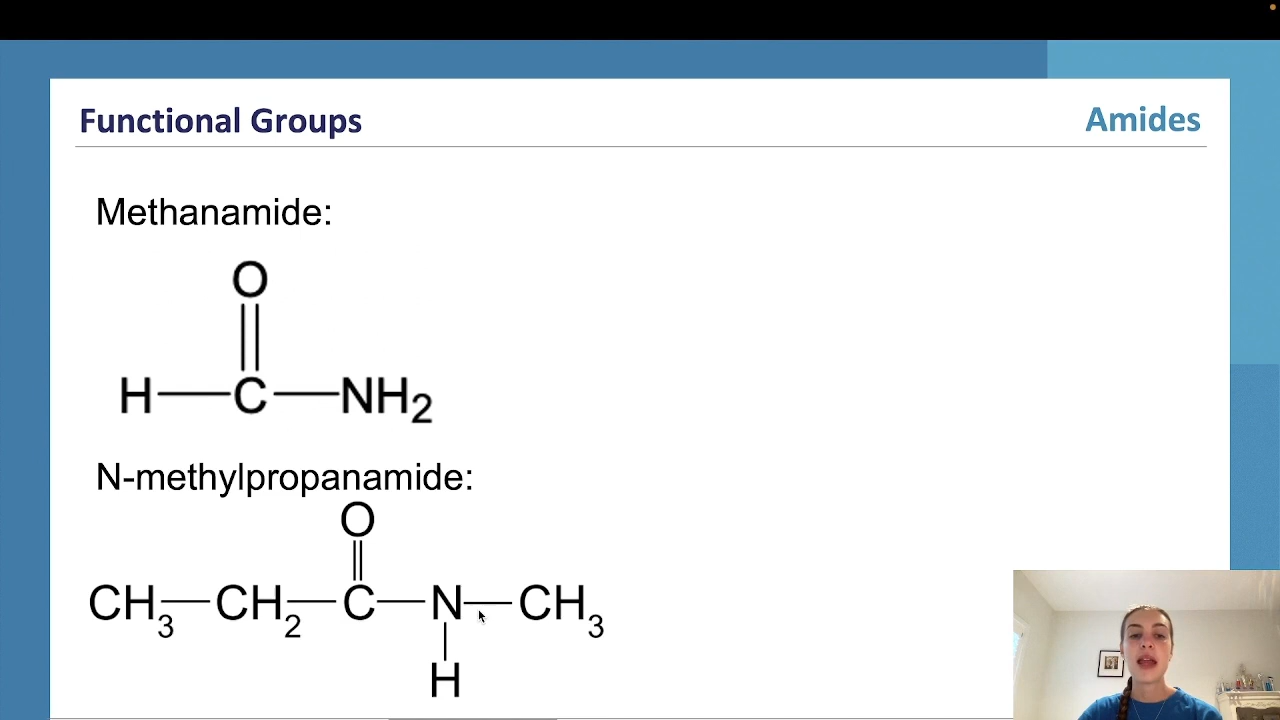 Functional Groups
Amides
Methanamide:
O
H—C—NH₂
N-methylpropanamide:
O
CH₃—CH₂—C—N—CH₃
H